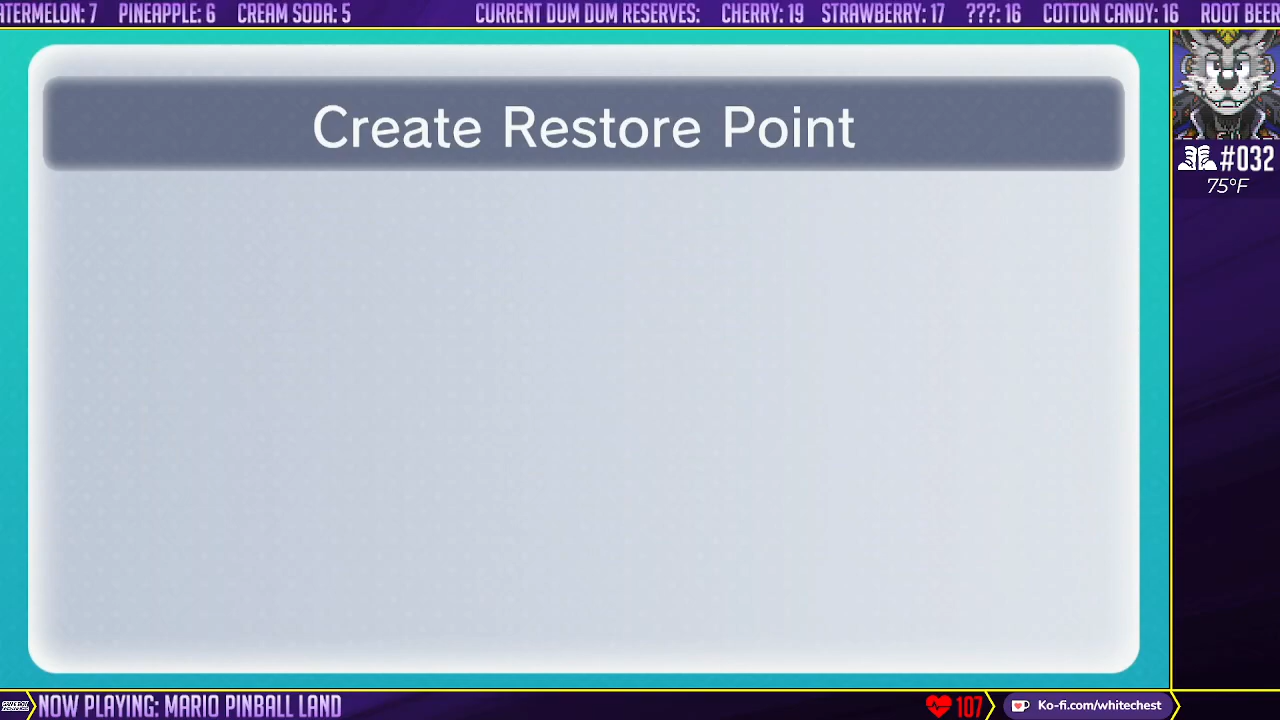 ATERMELON: 7 PINEAPPLE: 6 CREAM SODA: 5 CURRENT DUM DUM RESERVES: CHERRY: 19 STRAWBERRY: 17 ???: 16 COTTON CANDY: 16 ROOT BEER
Create Restore Point
#032
75°F
NOW PLAYING: MARIO PINBALL LAND
107
Ko-fi.com/whitechest